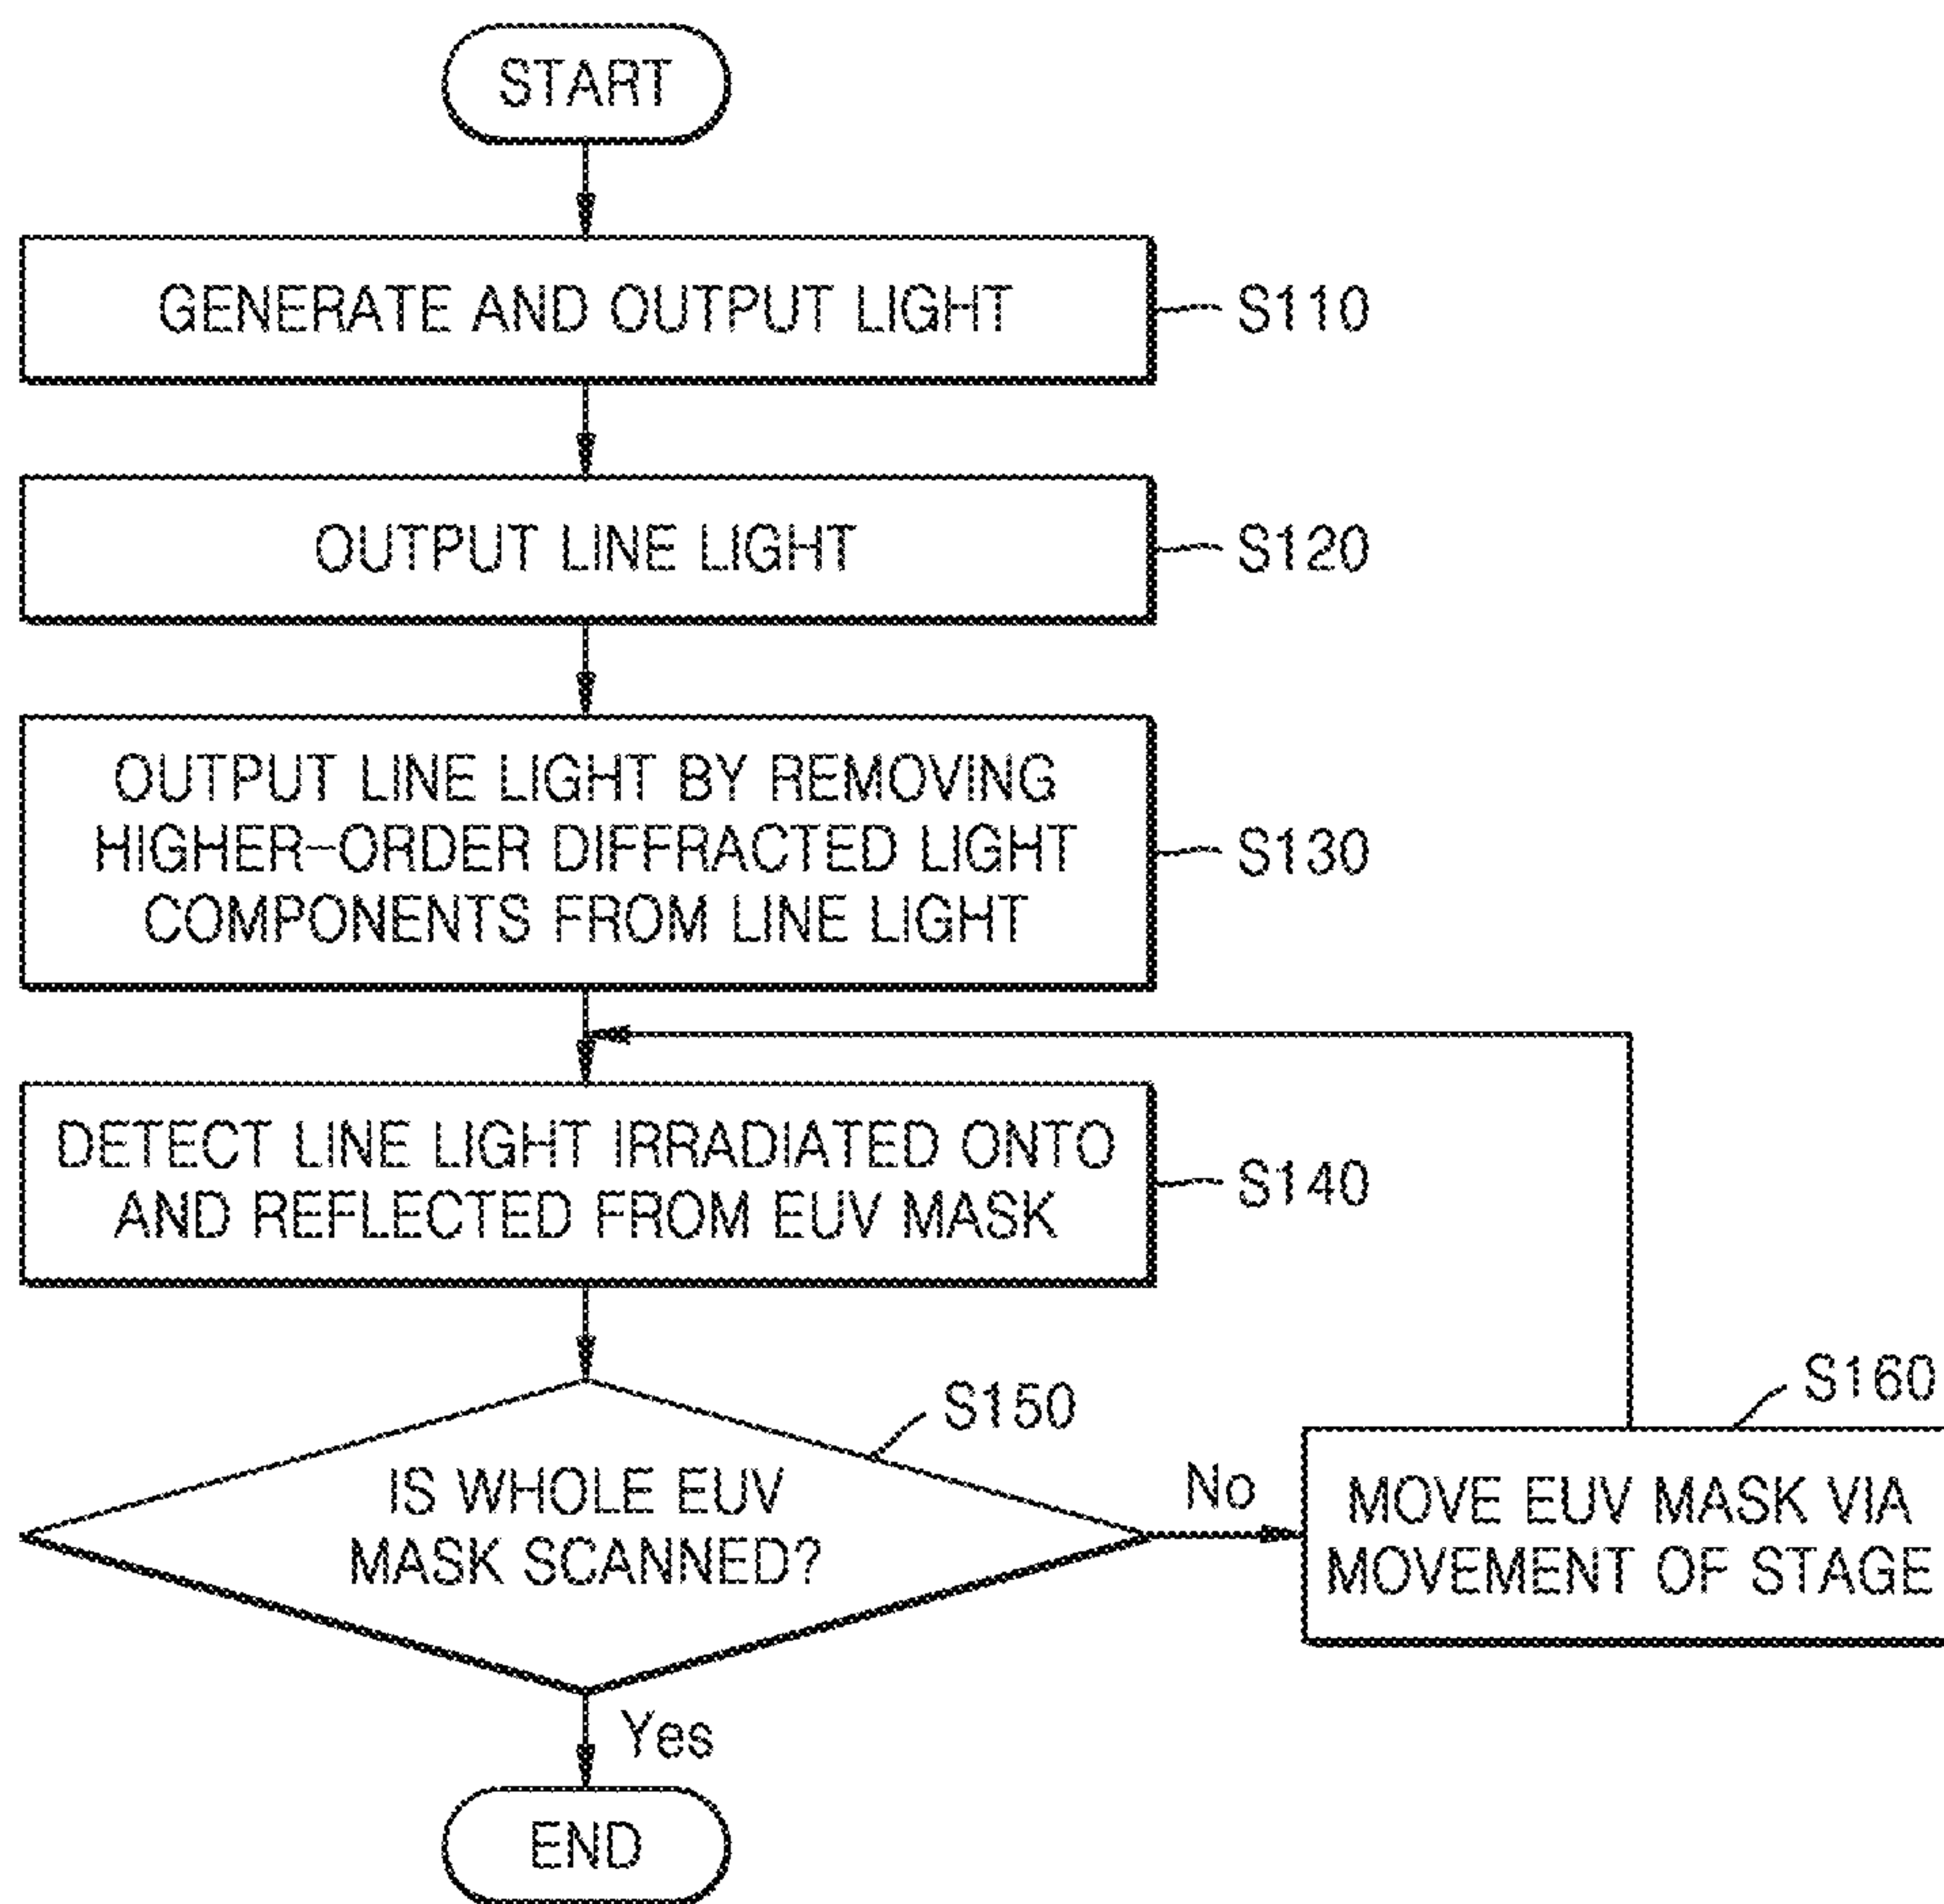 START
GENERATE AND OUTPUT LIGHT
S110
OUTPUT LINE LIGHT
S120
OUTPUT LINE LIGHT BY REMOVING
HIGHER-ORDER DIFFRACTED LIGHT
COMPONENTS FROM LINE LIGHT
S130
DETECT LINE LIGHT IRRADIATED ONTO
AND REFLECTED FROM EUV MASK
S140
IS WHOLE EUV
MASK SCANNED?
S150
No
MOVE EUV MASK VIA
MOVEMENT OF STAGE
S160
Yes
END